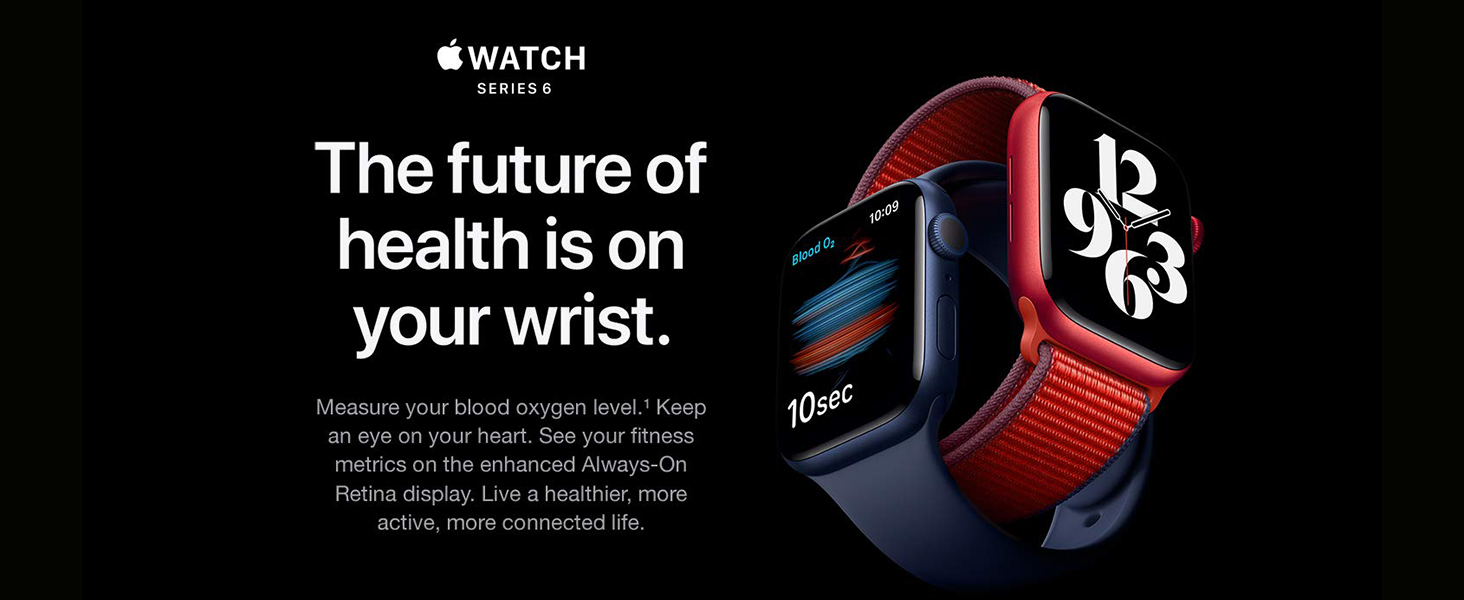 WATCH
SERIES 6
The future of
health is on
your wrist.
Measure your blood oxygen level.¹ Keep
an eye on your heart. See your fitness
metrics on the enhanced Always-On
Retina display. Live a healthier, more
active, more connected life.
Blood O₂
10:09
10sec
12
9
3
6